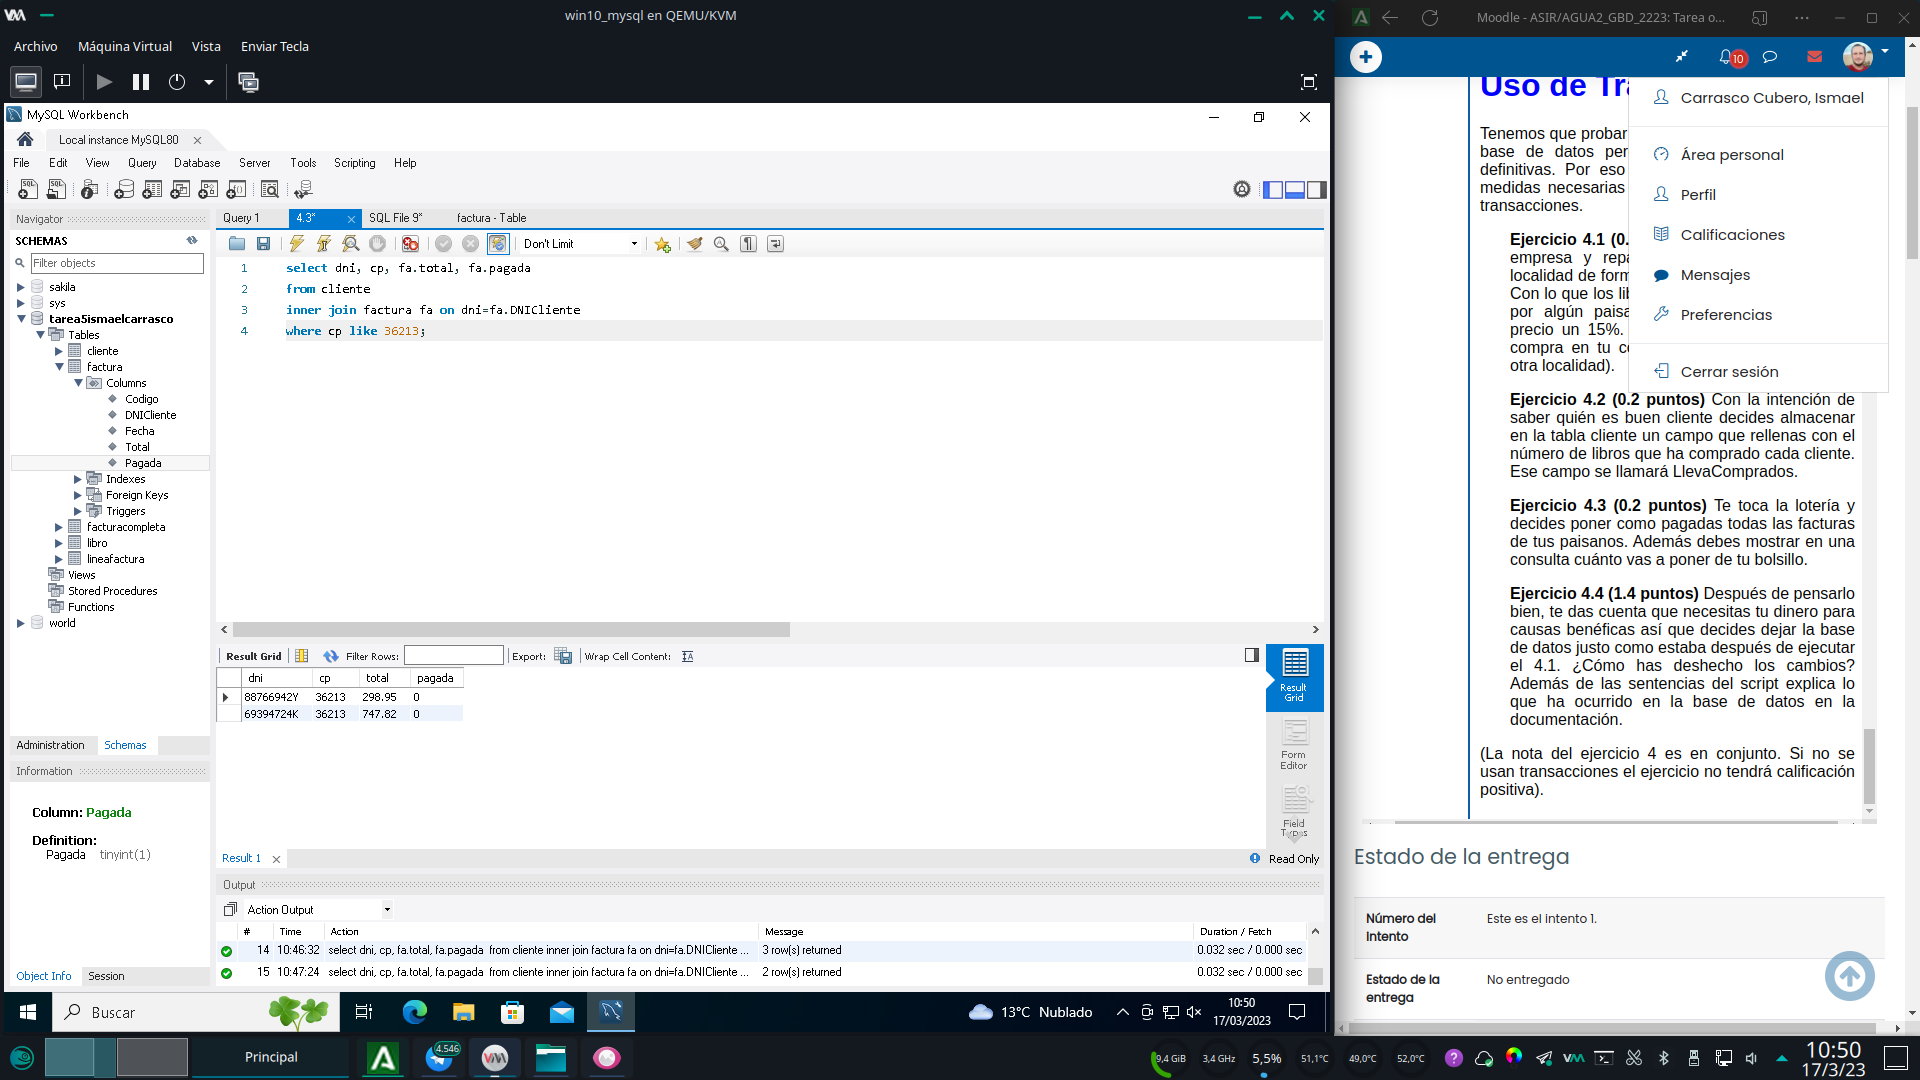 win10_mysql en QEMU/KVM
Archivo Máquina Virtual Vista Enviar Tecla
MySQL Workbench
Local instance MySQL80
File Edit View Query Database Server Tools Scripting Help
Navigator
SCHEMAS
Filter objects
sakila
sys
tarea5ismaelcarrasco
Tables
cliente
factura
Columns
Codigo
DNICliente
Fecha
Total
Pagada
Indexes
Foreign Keys
Triggers
facturacompleta
libro
lineafactura
Views
Stored Procedures
Functions
world
Administration Schemas
Information
Column: Pagada
Definition:
Pagada tinyint(1)
Object Info Session
Query 1 4.3* SQL File 9* factura - Table
Don't Limit
1 select dni, cp, fa.total, fa.pagada
2 from cliente
3 inner join factura fa on dni=fa.DNICliente
4 where cp like 36213;
Result Grid Filter Rows: Export: Wrap Cell Content:
dni cp total pagada
88766942Y 36213 298.95 0
69394724K 36213 747.82 0
Result Grid
Form Editor
Field Types
Result 1
Read Only
Output
Action Output
# Time Action Message Duration / Fetch
14 10:46:32 select dni, cp, fa.total, fa.pagada from cliente inner join factura fa on dni=fa.DNICliente ... 3 row(s) returned 0.032 sec / 0.000 sec
15 10:47:24 select dni, cp, fa.total, fa.pagada from cliente inner join factura fa on dni=fa.DNICliente ... 2 row(s) returned 0.032 sec / 0.000 sec
Buscar
13°C Nublado
10:50
17/03/2023
Moodle - ASIR/AGUA2_GBD_2223: Tarea o...
10
Uso de Tra
Tenemos que probar
base de datos per
definitivas. Por eso
medidas necesarias
transacciones.
Ejercicio 4.1 (0.
empresa y repa
localidad de form
Con lo que los lib
por algún paisa
precio un 15%.
compra en tu co
otra localidad).
Carrasco Cubero, Ismael
Área personal
Perfil
Calificaciones
Mensajes
Preferencias
Cerrar sesión
Ejercicio 4.2 (0.2 puntos) Con la intención de
saber quién es buen cliente decides almacenar
en la tabla cliente un campo que rellenas con el
número de libros que ha comprado cada cliente.
Ese campo se llamará LlevaComprados.
Ejercicio 4.3 (0.2 puntos) Te toca la lotería y
decides poner como pagadas todas las facturas
de tus paisanos. Además debes mostrar en una
consulta cuánto vas a poner de tu bolsillo.
Ejercicio 4.4 (1.4 puntos) Después de pensarlo
bien, te das cuenta que necesitas tu dinero para
causas benéficas así que decides dejar la base
de datos justo como estaba después de ejecutar
el 4.1. ¿Cómo has deshecho los cambios?
Además de las sentencias del script explica lo
que ha ocurrido en la base de datos en la
documentación.
(La nota del ejercicio 4 es en conjunto. Si no se
usan transacciones el ejercicio no tendrá calificación
positiva).
Estado de la entrega
Número del intento Este es el intento 1.
Estado de la entrega No entregado
Principal
4.546
9,4 GiB 3,4 GHz 5,5% 51,1°C 49,0°C 52,0°C
10:50
17/3/23